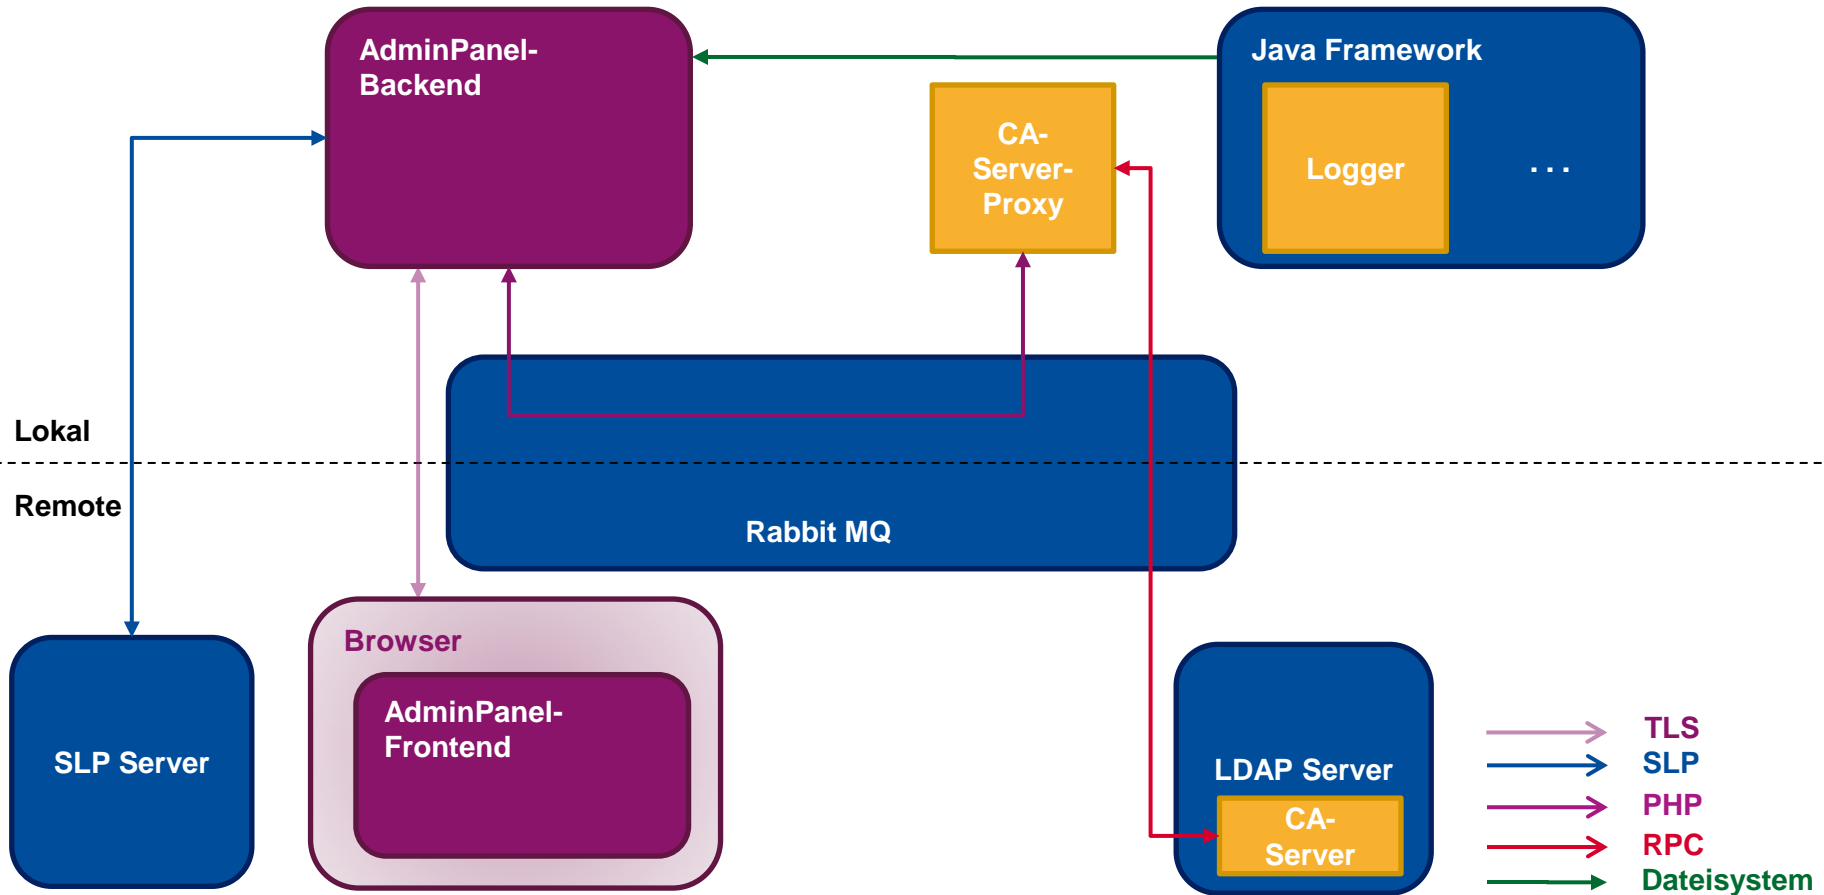 AdminPanel-
Backend
Java Framework
CA-
Server-
Proxy
Logger
...
Lokal
Remote
Rabbit MQ
Browser
AdminPanel-
Frontend
SLP Server
LDAP Server
CA-
Server
TLS
SLP
PHP
RPC
Dateisystem